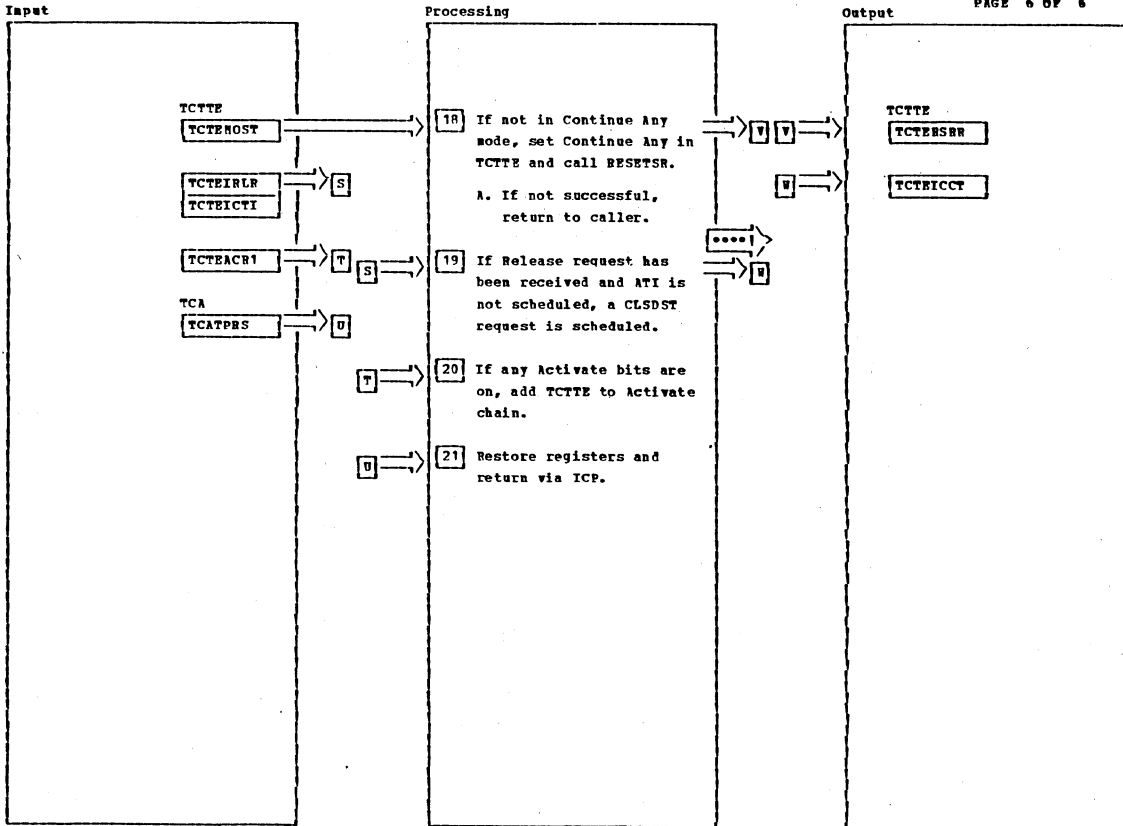 PAGE 6 OF 6
Input
Processing
Output
TCTTE
TCTEMOST
TCTEIRLR
TCTEICTI
S
TCTEACR1
T
TCA
TCATPRS
U
18 If not in Continue Any
mode, set Continue Any in
TCTTE and call RESETSR.
A. If not successful,
return to caller.
S
19 If Release request has
been received and ATI is
not scheduled, a CLSDST
request is scheduled.
T
20 If any Activate bits are
on, add TCTTE to Activate
chain.
U
21 Restore registers and
return via TCP.
V V
W
W
TCTTE
TCTERSRR
TCTEICCT